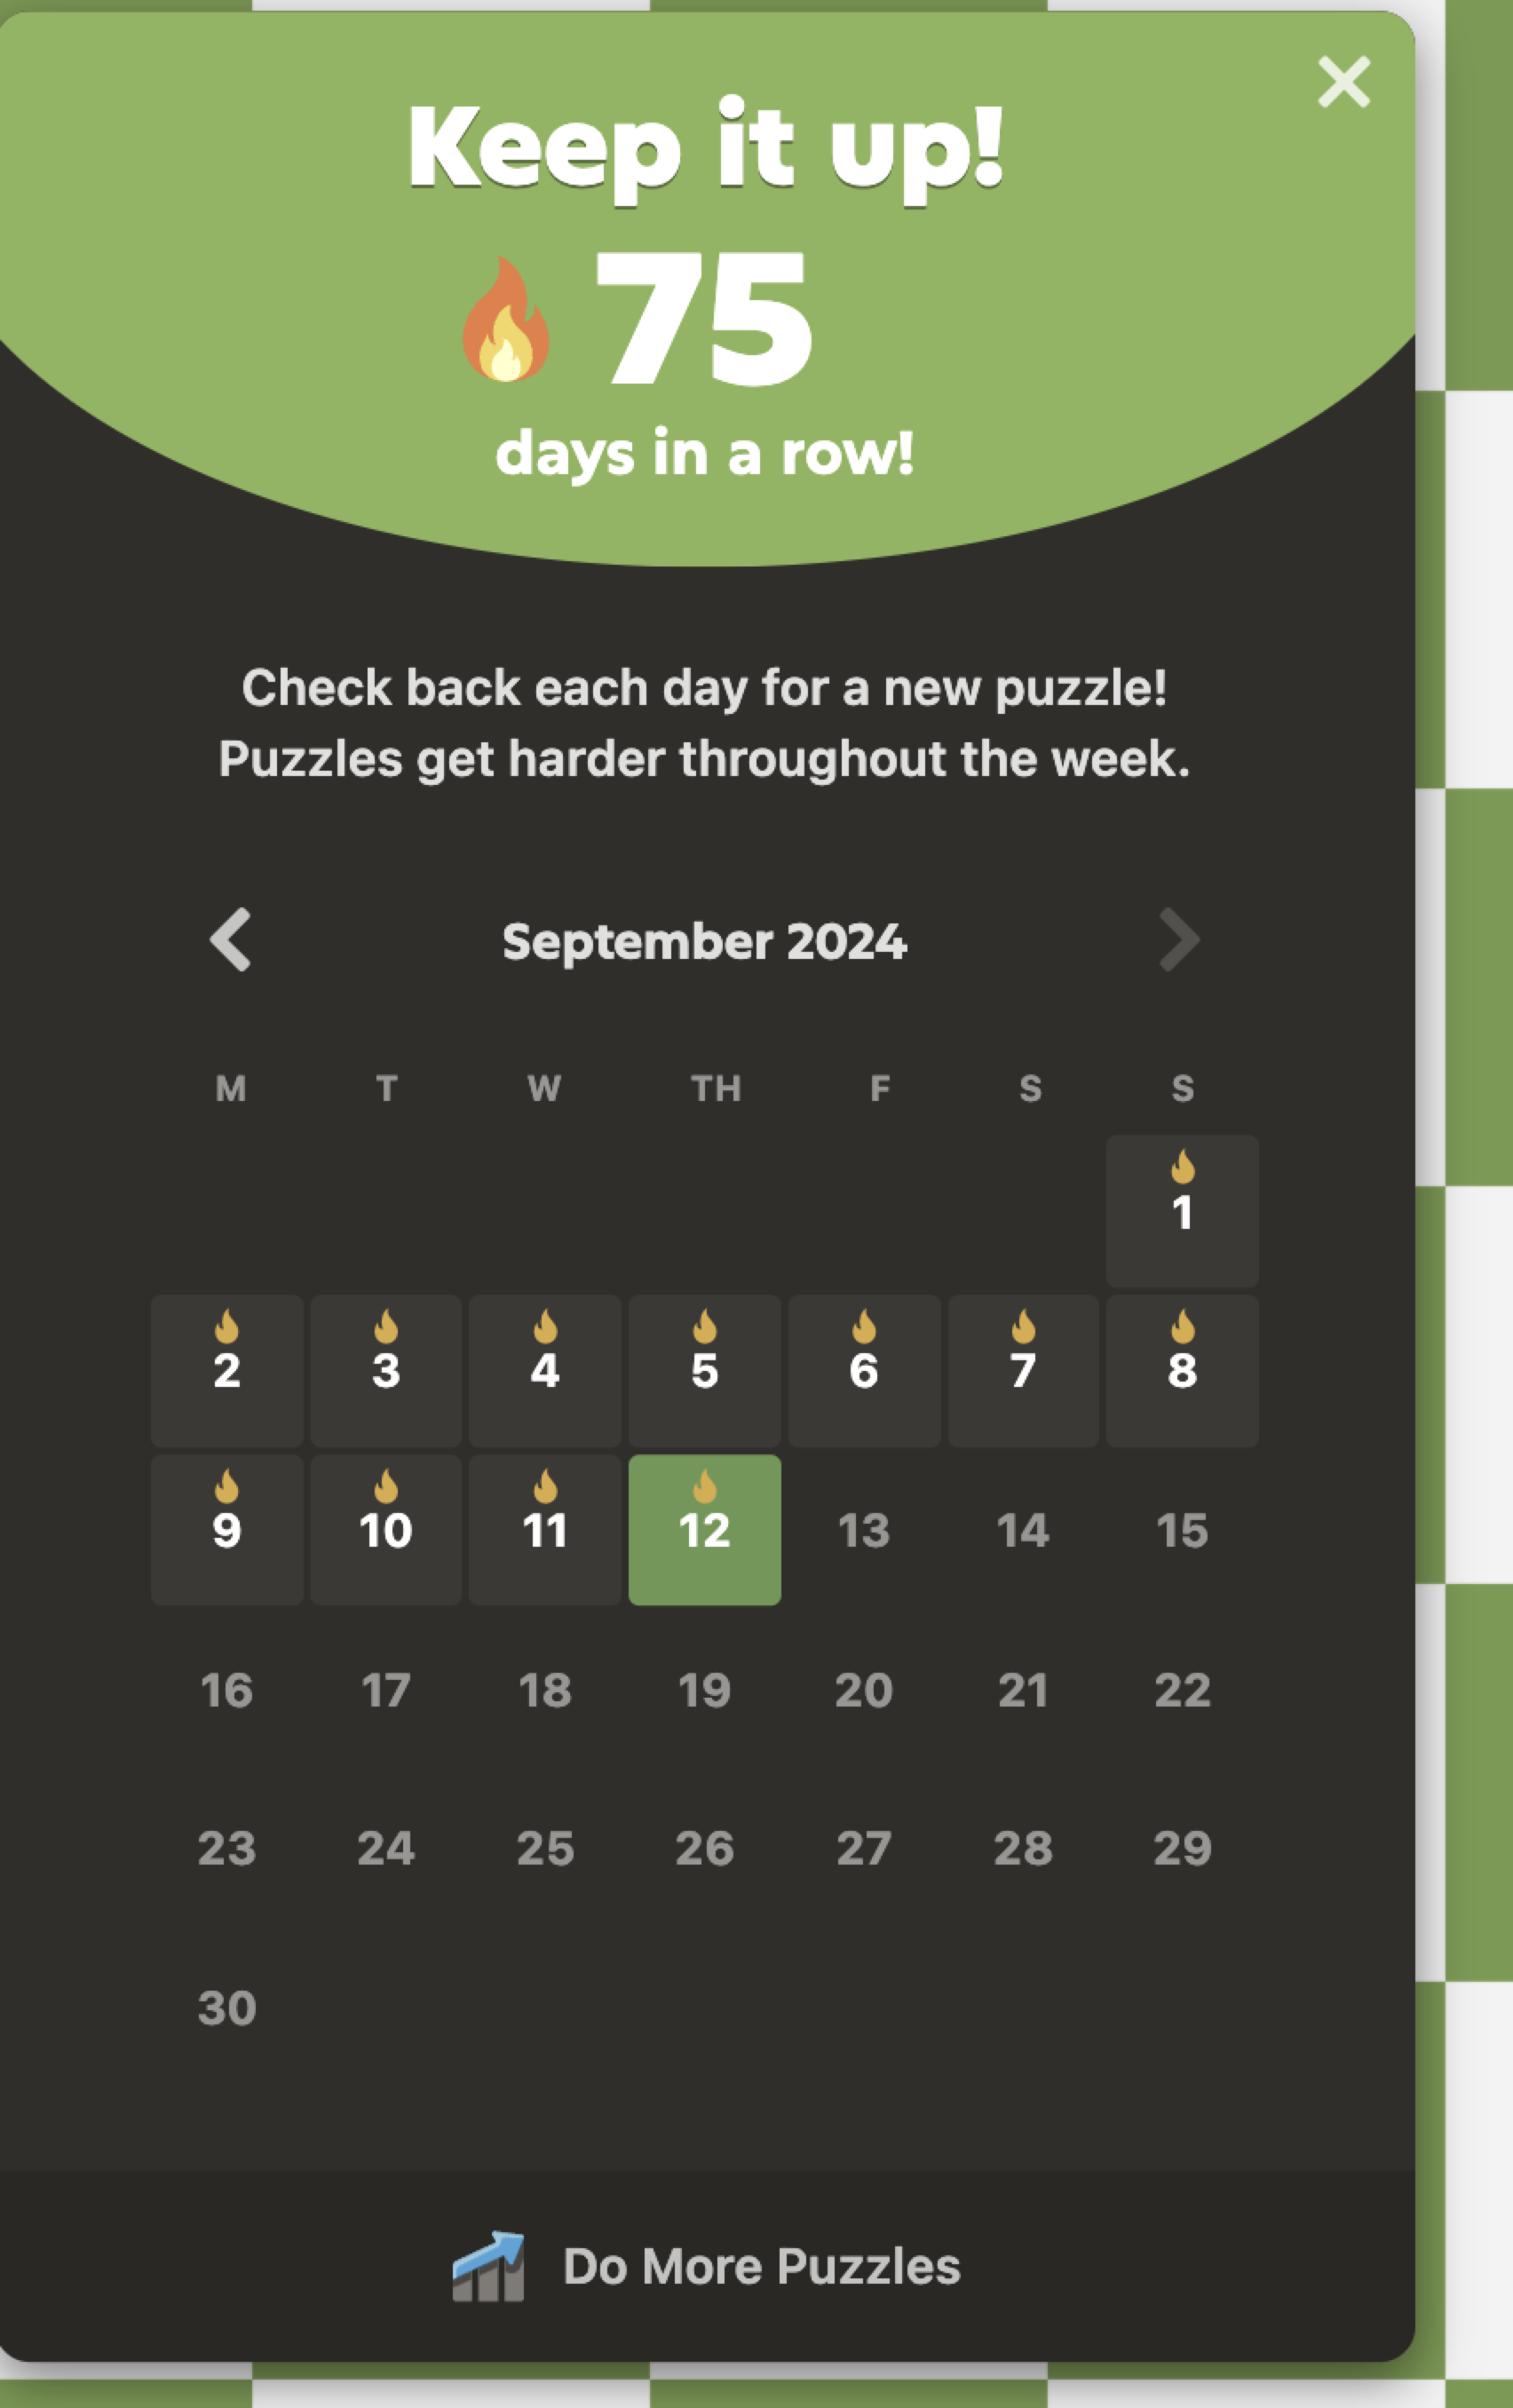 Keep it up!
75
days in a row!
Check back each day for a new puzzle!
Puzzles get harder throughout the week.
September 2024
M T W TH F S S
1
2 3 4 5 6 7 8
9 10 11 12 13 14 15
16 17 18 19 20 21 22
23 24 25 26 27 28 29
30
Do More Puzzles